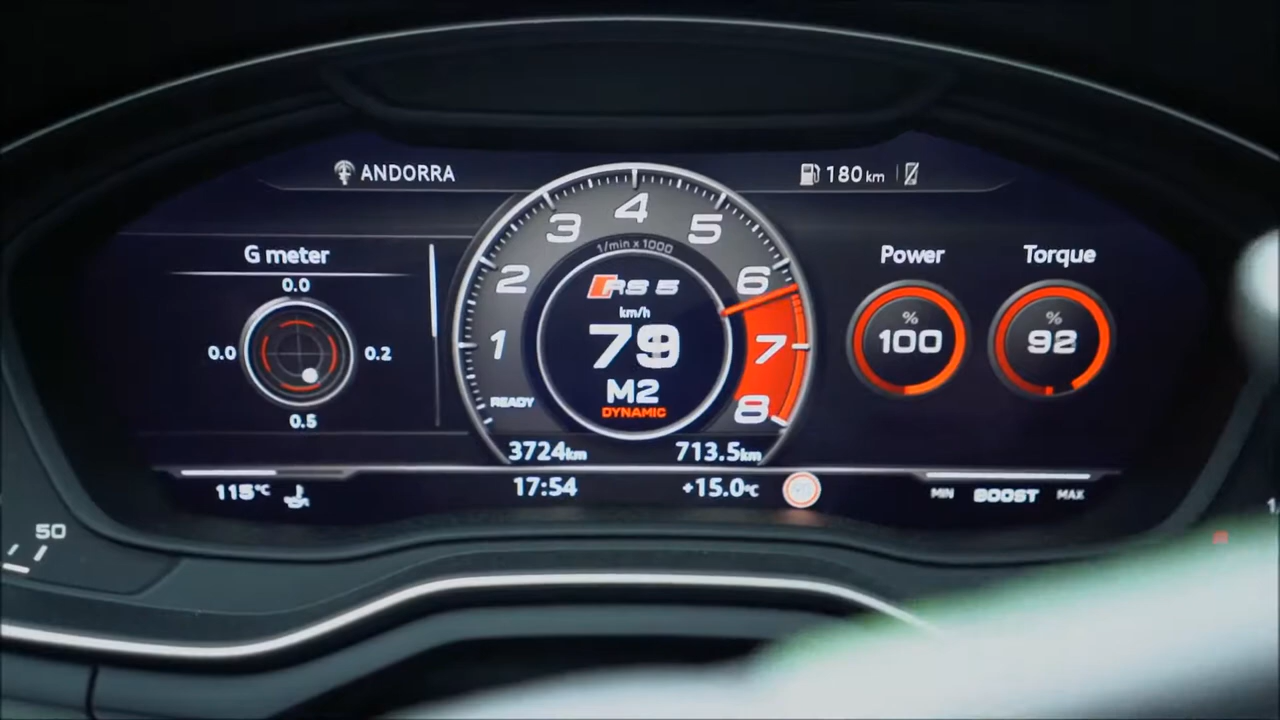 ANDORRA
180 km
G meter
0.0
0.0
0.2
0.5
1
2
3
4
5
6
7
8
1/min x 1000
RS 5
km/h
79
M2
DYNAMIC
READY
Power
%
100
Torque
%
92
3724km
713.5km
115°C
17:54
+15.0°C
MIN BOOST MAX
50